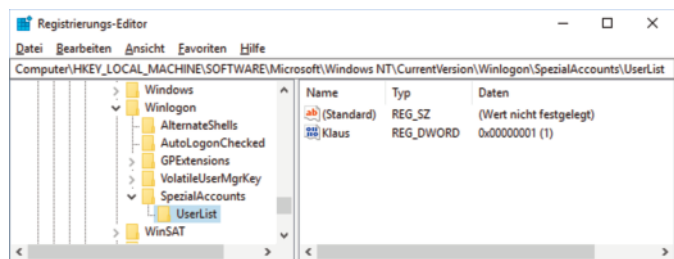 Registrierungs-Editor
Datei Bearbeiten Ansicht Favoriten Hilfe
Computer\HKEY_LOCAL_MACHINE\SOFTWARE\Microsoft\Windows NT\CurrentVersion\Winlogon\SpezialAccounts\UserList
Windows
Winlogon
AlternateShells
AutoLogonChecked
GPExtensions
VolatileUserMgrKey
SpezialAccounts
UserList
WinSAT
Name Typ Daten
ab (Standard) REG_SZ (Wert nicht festgelegt)
Klaus REG_DWORD 0x00000001 (1)